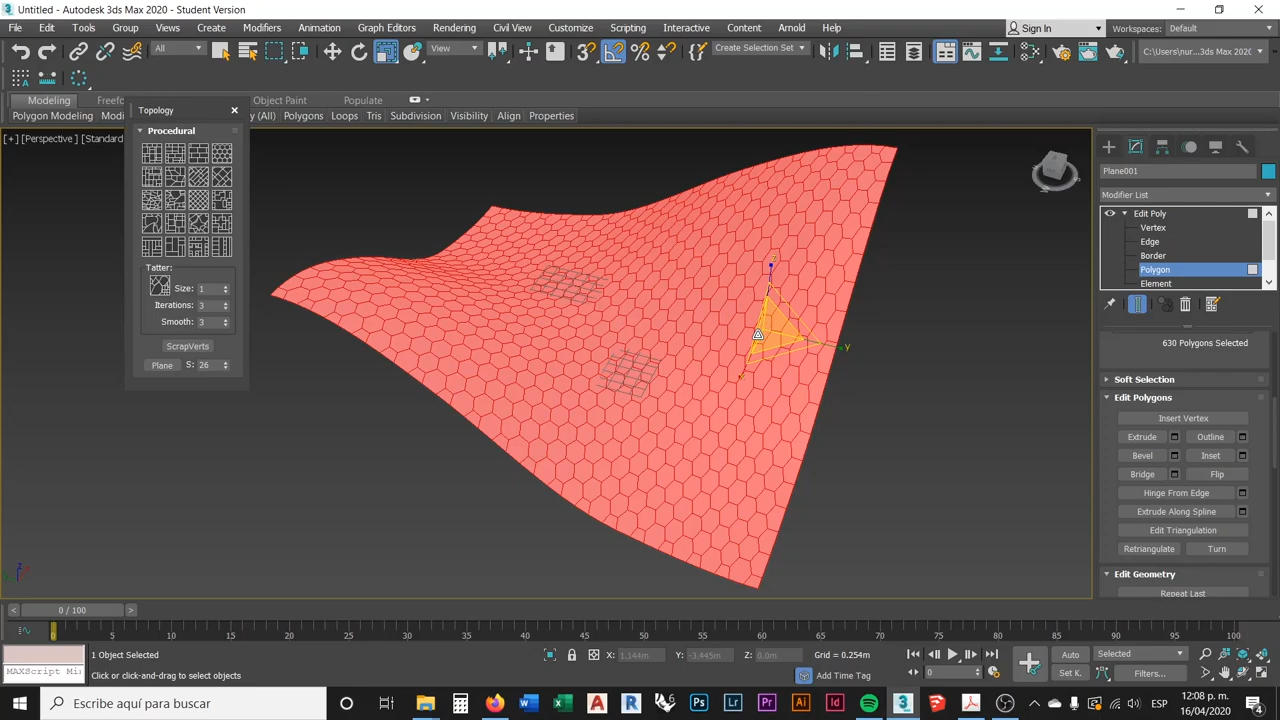 Untitled - Autodesk 3ds Max 2020 - Student Version
File Edit Tools Group Views Create Modifiers Animation Graph Editors Rendering Civil View Customize Scripting Interactive Content Arnold Help Sign In Workspaces: Default
All View Create Selection Set C:\Users\nur...3ds Max 2020
Modeling Freef Object Paint Populate
Polygon Modeling Modi y (All) Polygons Loops Tris Subdivision Visibility Align Properties
[+] [Perspective ] [Standard
Topology
Procedural
Tatter:
Size: 1
Iterations: 3
Smooth: 3
ScrapVerts
Plane S: 26
z
y
x
Plane001
Modifier List
Edit Poly
Vertex
Edge
Border
Polygon
Element
630 Polygons Selected
Soft Selection
Edit Polygons
Insert Vertex
Extrude Outline
Bevel Inset
Bridge Flip
Hinge From Edge
Extrude Along Spline
Edit Triangulation
Retriangulate Turn
Edit Geometry
Repeat Last
z
0 / 100
0 5 10 15 20 25 30 35 40 45 50 55 60 65 70 75 80 85 90 95 100
1 Object Selected X: 1.144m Y: -3.445m Z: 0.0m Grid = 0.254m Auto Selected
MAXScript Mi Click or click-and-drag to select objects Add Time Tag 0 Set K. Filters...
Escribe aquí para buscar
ESP
12:08 p. m.
16/04/2020
4